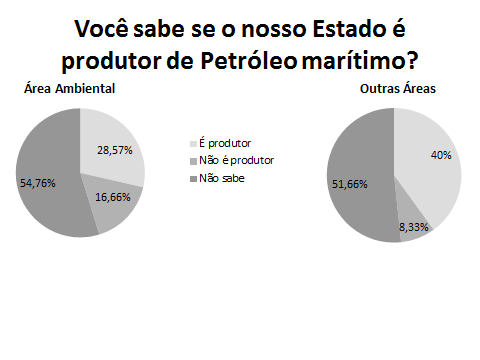 Você sabe se o nosso Estado é
produtor de Petróleo marítimo?
Área Ambiental
28,57%
16,66%
54,76%
É produtor
Não é produtor
Não sabe
Outras Áreas
40%
8,33%
51,66%